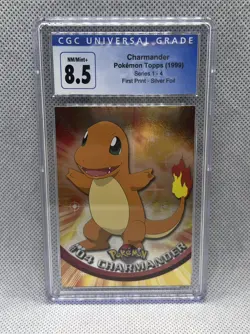 CGC UNIVERSAL GRADE
NM/Mint+
8.5
Charmander
Pokémon Topps (1999)
Series 1 - 4
First Print - Silver Foil
POKéMON
#04 CHARMANDER